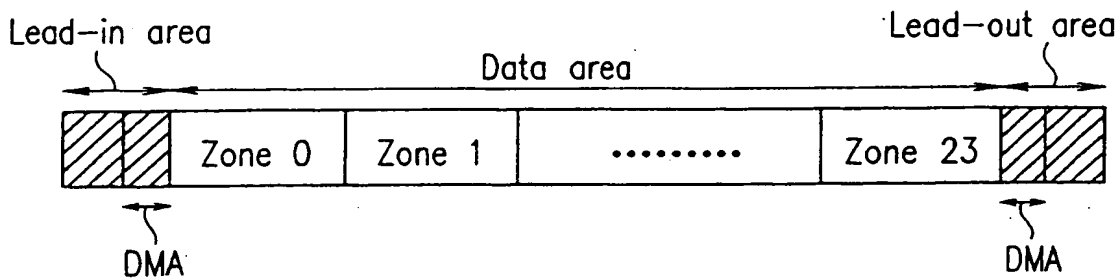 Lead-in area
Lead-out area
Data area
Zone 0
Zone 1
.........
Zone 23
DMA
DMA